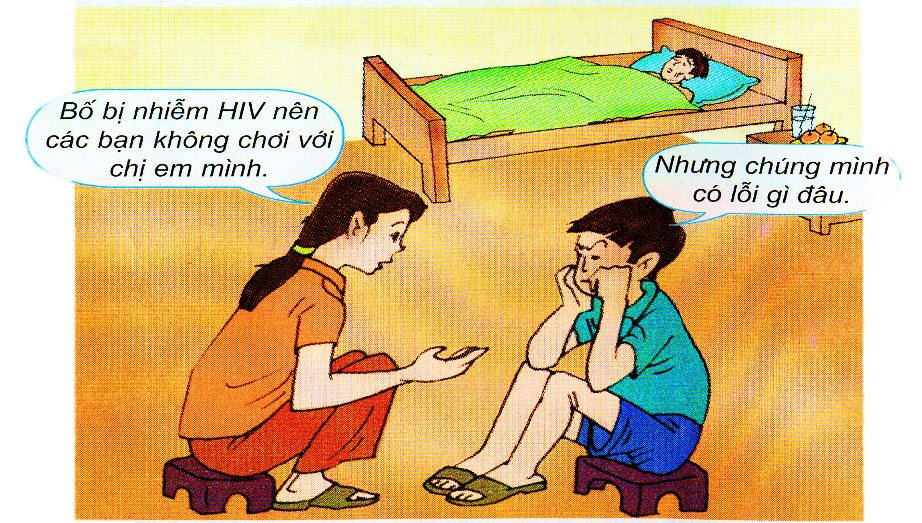 Bố bị nhiễm HIV nên
các bạn không chơi với
chị em mình.
Nhưng chúng mình
có lỗi gì đâu.